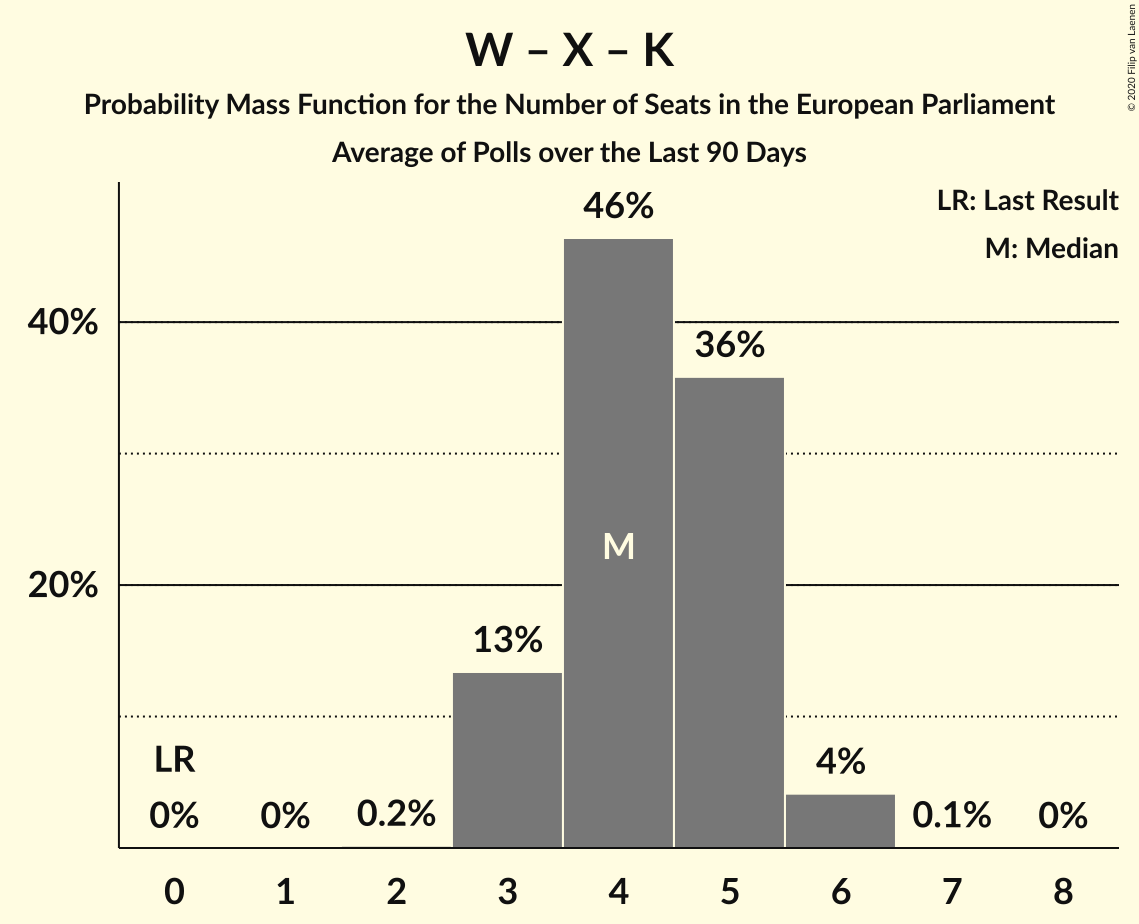 W – X – K
Probability Mass Function for the Number of Seats in the European Parliament
Average of Polls over the Last 90 Days
© 2020 Filip van Laenen
LR: Last Result
M: Median
46%
40%
36%
M
20%
13%
LR
4%
0%
0%
0.2%
0.1%
0%
0
1
2
3
4
5
6
7
8